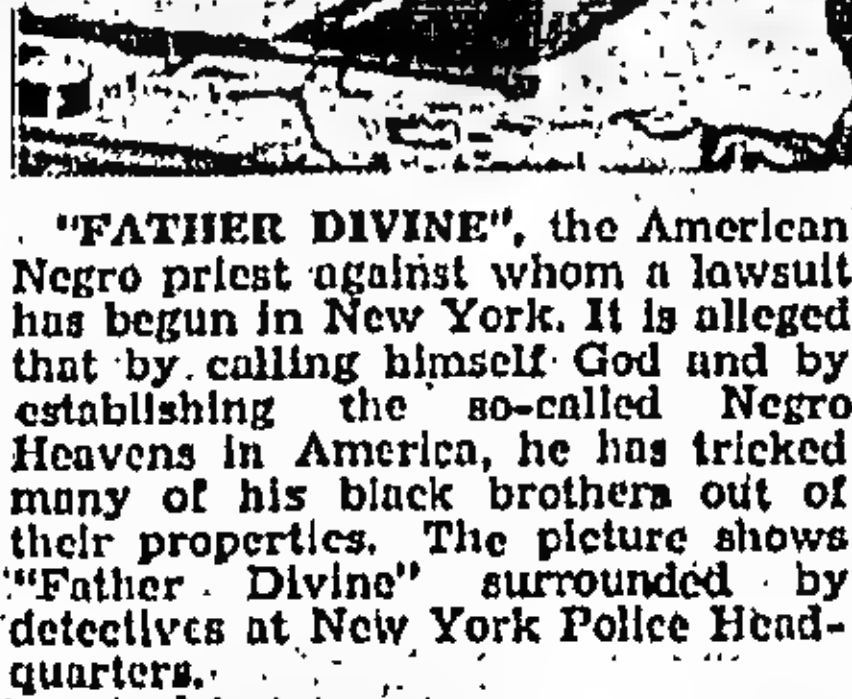 "FATHER DIVINE", the American
Negro priest against whom a lawsuit
has begun in New York. It is alleged
that by calling himself God and by
establishing the so-called Negro
Heavens in America, he has tricked
many of his black brothers out of
their properties. The picture shows
"Father Divine" surrounded by
detectives at New York Police Head-
quarters.